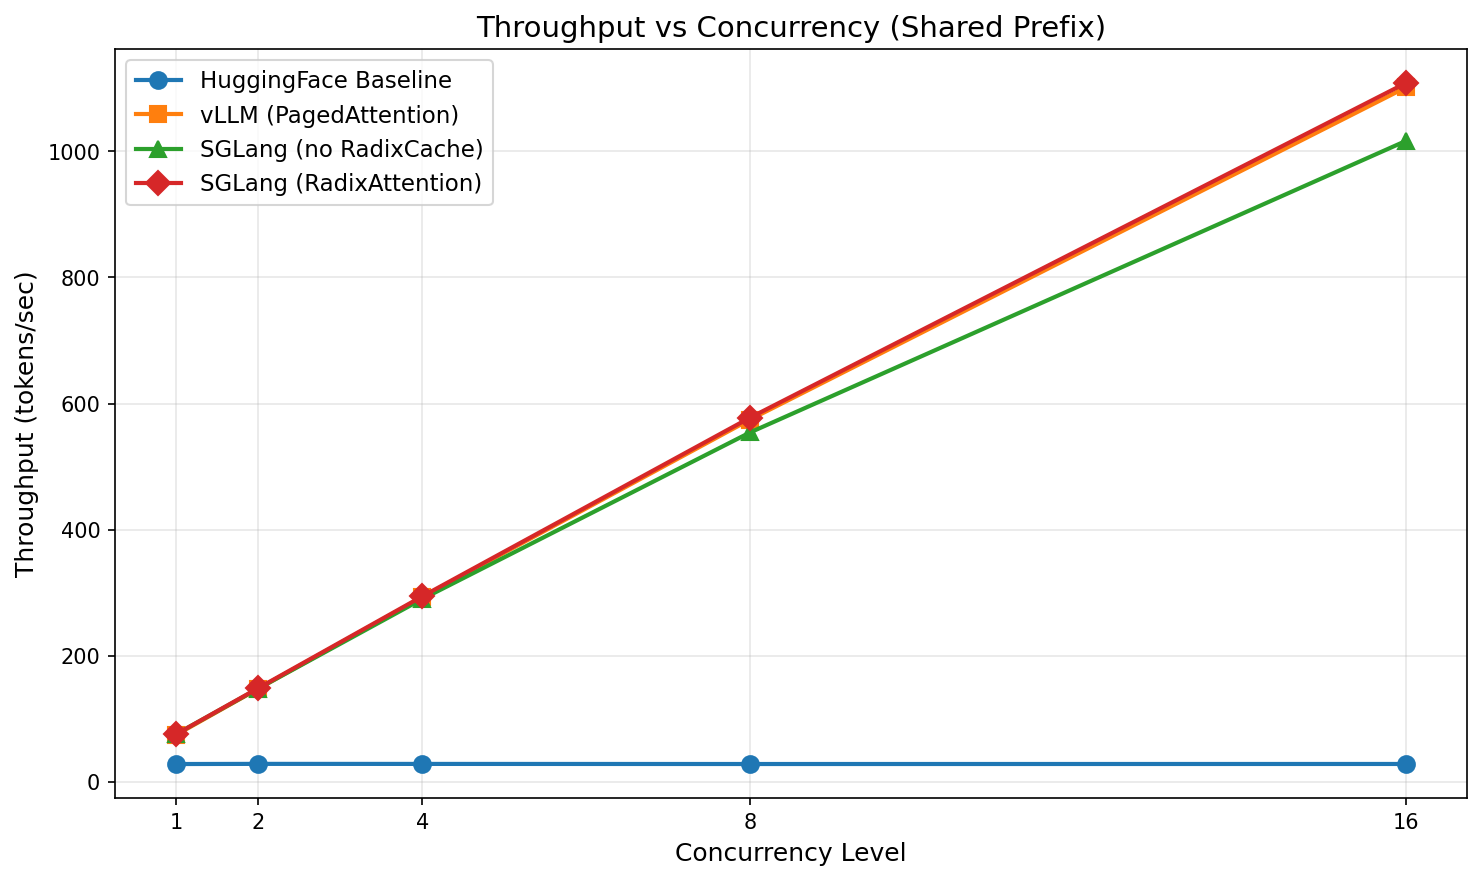 Throughput vs Concurrency (Shared Prefix)
HuggingFace Baseline
vLLM (PagedAttention)
SGLang (no RadixCache)
SGLang (RadixAttention)
Throughput (tokens/sec)
1000
800
600
400
200
0
1 2 4 8 16
Concurrency Level